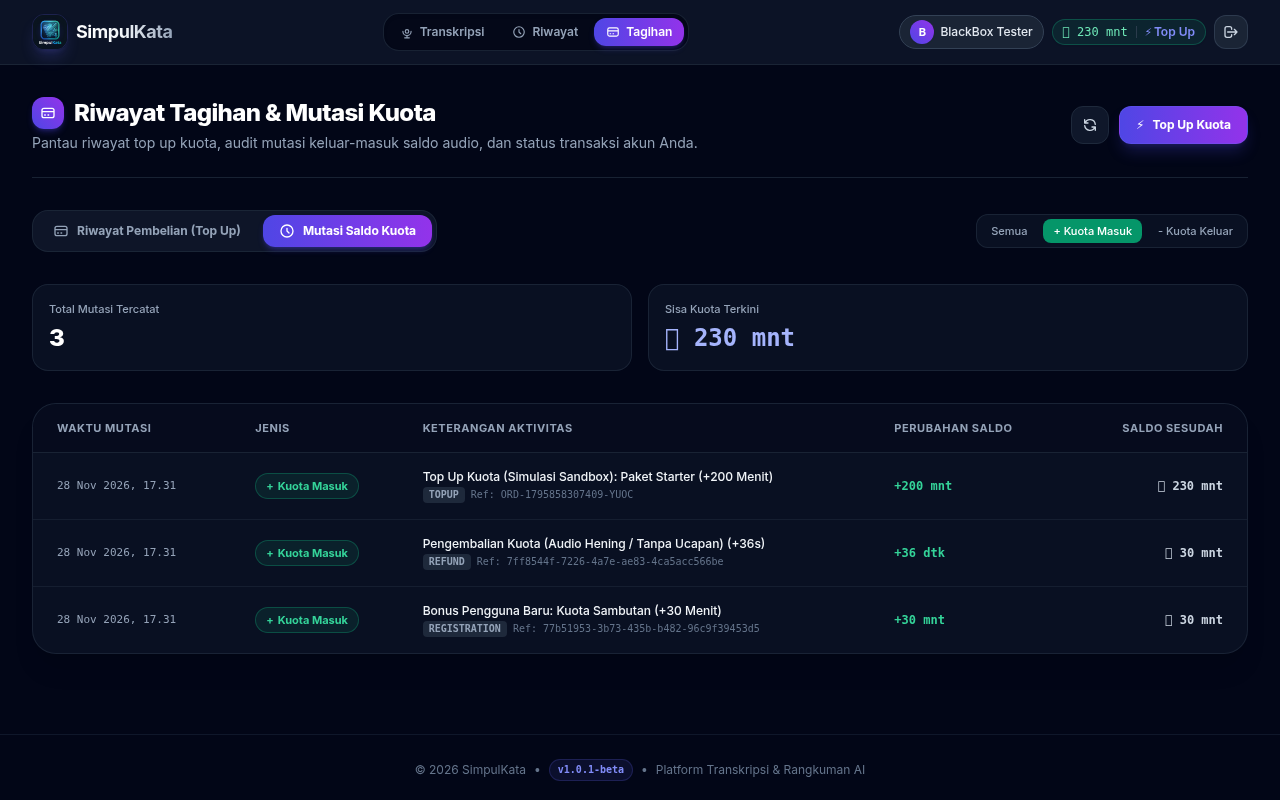 SimpulKata
Transkripsi
Riwayat
Tagihan
B BlackBox Tester
230 mnt
⚡ Top Up
Riwayat Tagihan & Mutasi Kuota
Pantau riwayat top up kuota, audit mutasi keluar-masuk saldo audio, dan status transaksi akun Anda.
⚡ Top Up Kuota
Riwayat Pembelian (Top Up)
Mutasi Saldo Kuota
Semua
+ Kuota Masuk
- Kuota Keluar
Total Mutasi Tercatat
3
Sisa Kuota Terkini
230 mnt
WAKTU MUTASI JENIS KETERANGAN AKTIVITAS PERUBAHAN SALDO SALDO SESUDAH
28 Nov 2026, 17.31 + Kuota Masuk Top Up Kuota (Simulasi Sandbox): Paket Starter (+200 Menit) +200 mnt 230 mnt
TOPUP Ref: ORD-1795858307409-YUOC
28 Nov 2026, 17.31 + Kuota Masuk Pengembalian Kuota (Audio Hening / Tanpa Ucapan) (+36s) +36 dtk 30 mnt
REFUND Ref: 7ff8544f-7226-4a7e-ae83-4ca5acc566be
28 Nov 2026, 17.31 + Kuota Masuk Bonus Pengguna Baru: Kuota Sambutan (+30 Menit) +30 mnt 30 mnt
REGISTRATION Ref: 77b51953-3b73-435b-b482-96c9f39453d5
© 2026 SimpulKata • v1.0.1-beta • Platform Transkripsi & Rangkuman AI